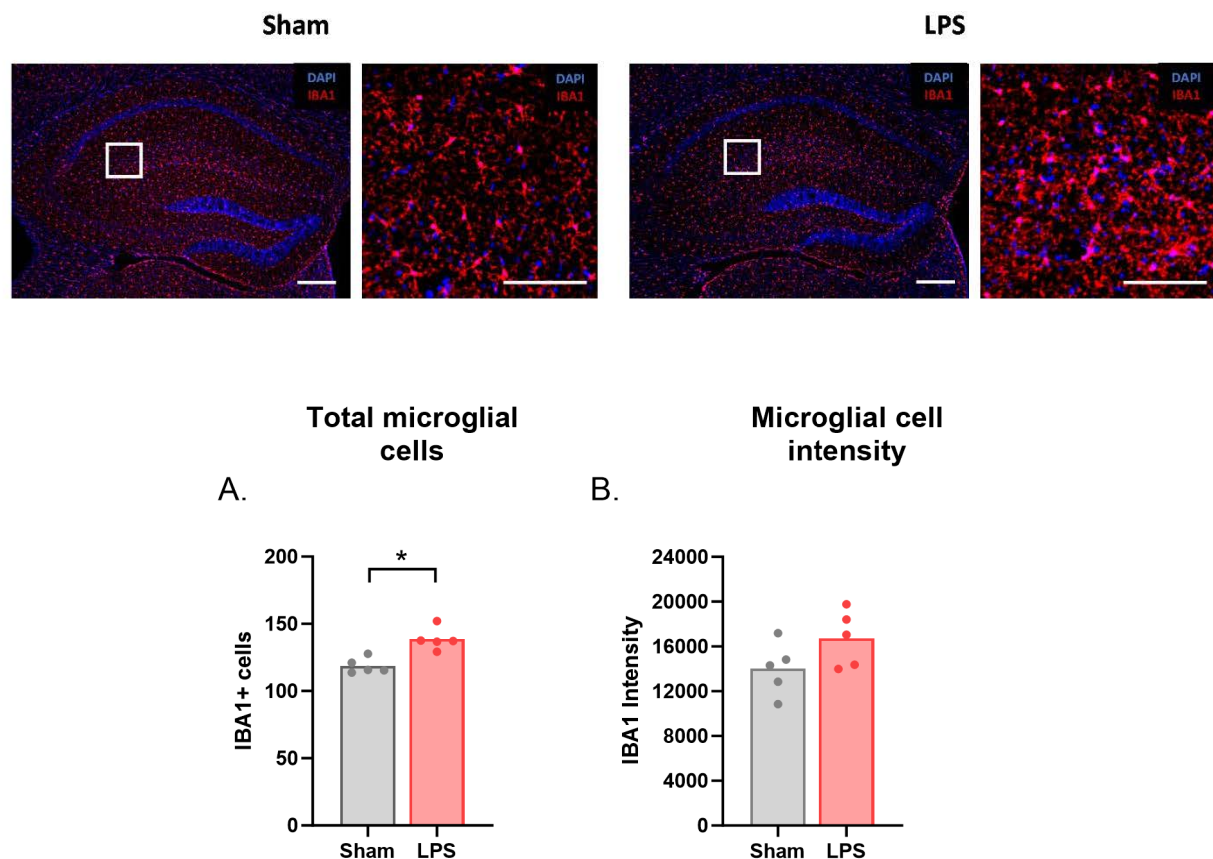 Sham
LPS
DAPI
IBA1
DAPI
IBA1
DAPI
IBA1
DAPI
IBA1
Total microglial
cells
Microglial cell
intensity
A.
B.
200
150
100
50
0
IBA1+ cells
*
Sham
LPS
24000
20000
16000
12000
8000
4000
0
IBA1 Intensity
Sham
LPS